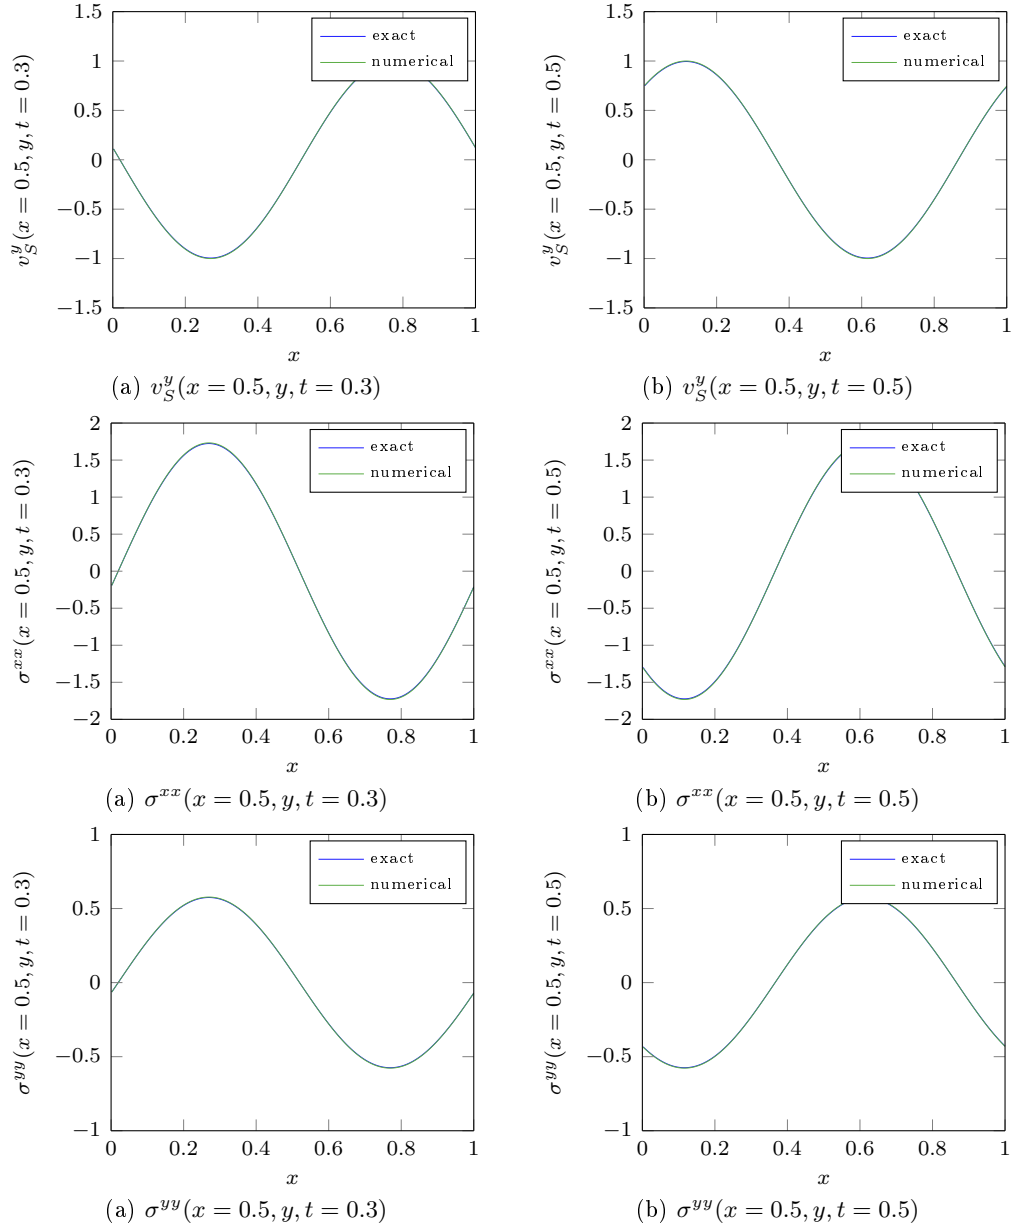 1.5
1
0.5
0
−0.5
−1
−1.5
0 0.2 0.4 0.6 0.8 1
x
v_S^y(x = 0.5, y, t = 0.3)
exact
numerical
(a) v_S^y(x = 0.5, y, t = 0.3)
1.5
1
0.5
0
−0.5
−1
−1.5
0 0.2 0.4 0.6 0.8 1
x
v_S^y(x = 0.5, y, t = 0.5)
exact
numerical
(b) v_S^y(x = 0.5, y, t = 0.5)
2
1.5
1
0.5
0
−0.5
−1
−1.5
−2
0 0.2 0.4 0.6 0.8 1
x
σ^{xx}(x = 0.5, y, t = 0.3)
exact
numerical
(a) σ^{xx}(x = 0.5, y, t = 0.3)
2
1.5
1
0.5
0
−0.5
−1
−1.5
−2
0 0.2 0.4 0.6 0.8 1
x
σ^{xx}(x = 0.5, y, t = 0.5)
exact
numerical
(b) σ^{xx}(x = 0.5, y, t = 0.5)
1
0.5
0
−0.5
−1
0 0.2 0.4 0.6 0.8 1
x
σ^{yy}(x = 0.5, y, t = 0.3)
exact
numerical
(a) σ^{yy}(x = 0.5, y, t = 0.3)
1
0.5
0
−0.5
−1
0 0.2 0.4 0.6 0.8 1
x
σ^{yy}(x = 0.5, y, t = 0.5)
exact
numerical
(b) σ^{yy}(x = 0.5, y, t = 0.5)